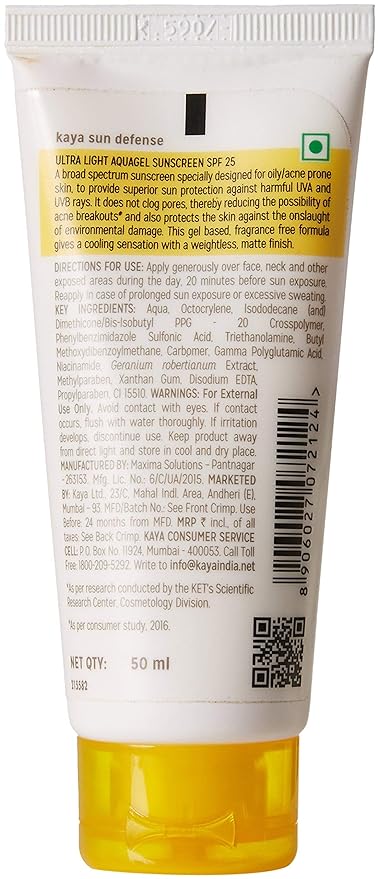 kaya sun defense
ULTRA LIGHT AQUAGEL SUNSCREEN SPF 25
A broad spectrum sunscreen specially designed for oily/acne prone
skin, to provide superior sun protection against harmful UVA and
UVB rays. It does not clog pores, thereby reducing the possibility of
acne breakouts# and also protects the skin against the onslaught
of environmental damage. This gel based, fragrance free formula
gives a cooling sensation with a weightless, matte finish.
DIRECTIONS FOR USE: Apply generously over face, neck and other
exposed areas during the day, 20 minutes before sun exposure.
Reapply in case of prolonged sun exposure or excessive sweating.
KEY INGREDIENTS: Aqua, Octocrylene, Isododecane (and)
Dimethicone/Bis-Isobutyl PPG - 20 Crosspolymer,
Phenylbenzimidazole Sulfonic Acid, Triethanolamine, Butyl
Methoxydibenzoylmethane, Carbomer, Gamma Polyglutamic Acid,
Niacinamide, Geranium robertianum Extract,
Methylparaben, Xanthan Gum, Disodium EDTA,
Propylparaben, CI 15510. WARNINGS: For External
Use Only. Avoid contact with eyes. If contact
occurs, flush with water thoroughly. If irritation
develops, discontinue use. Keep product away
from direct light and store in cool and dry place.
MANUFACTURED BY: Maxima Solutions - Pantnagar
-263153. Mfg. Lic. No.: 6/C/UA/2015. MARKETED
BY: Kaya Ltd., 23/C, Mahal Indl. Area, Andheri (E),
Mumbai - 93. MFD/Batch No.: See Front Crimp. Use
Before: 24 months from MFD. MRP ₹ incl. of all
taxes: See Back Crimp. KAYA CONSUMER SERVICE
CELL: P.O. Box No. 11924, Mumbai - 400053. Call Toll
Free: 1800-209-5292. Write to info@kayaindia.net
#As per research conducted by the KET's Scientific
Research Center, Cosmetology Division.
*As per consumer study, 2016.
NET QTY: 50 ml
213582
8906027072124